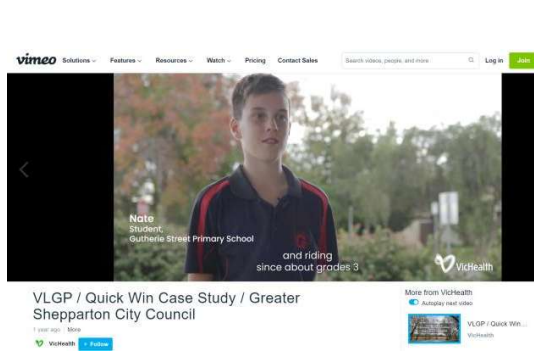 vimeo Solutions Features Resources Watch Pricing Contact Sales Search videos, people, and more Log in Join
Nate
Student,
Gutherie Street Primary School
and riding
since about grades 3
VicHealth
VLGP / Quick Win Case Study / Greater
Shepparton City Council
1 year ago More
VicHealth + Follow
More from VicHealth
Autoplay next video
VLGP / Quick Win...
VicHealth